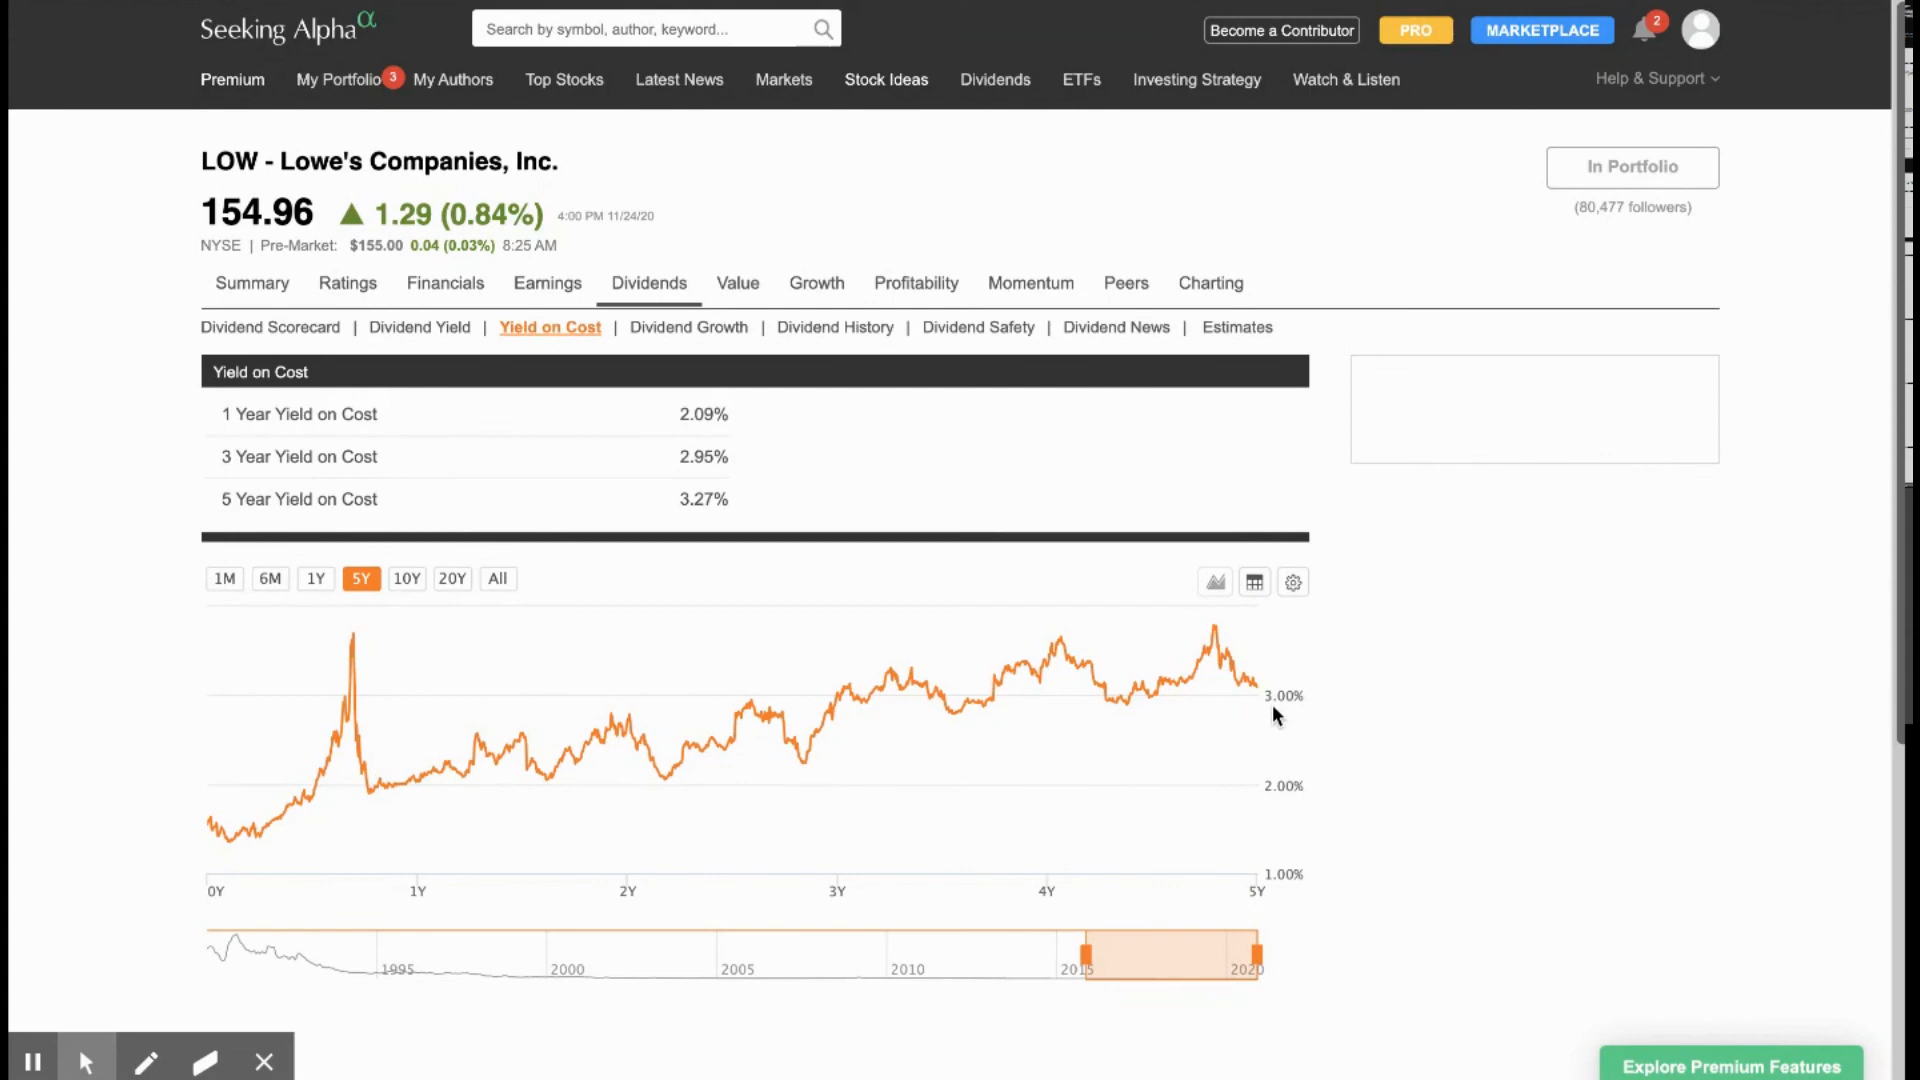 Seeking Alpha α
Search by symbol, author, keyword...
Become a Contributor
PRO
MARKETPLACE
2
Premium My Portfolio 3 My Authors Top Stocks Latest News Markets Stock Ideas Dividends ETFs Investing Strategy Watch & Listen Help & Support
LOW - Lowe's Companies, Inc.
In Portfolio
154.96 ▲ 1.29 (0.84%) 4:00 PM 11/24/20
(80,477 followers)
NYSE | Pre-Market: $155.00 0.04 (0.03%) 8:25 AM
Summary Ratings Financials Earnings Dividends Value Growth Profitability Momentum Peers Charting
Dividend Scorecard | Dividend Yield | Yield on Cost | Dividend Growth | Dividend History | Dividend Safety | Dividend News | Estimates
Yield on Cost
1 Year Yield on Cost 2.09%
3 Year Yield on Cost 2.95%
5 Year Yield on Cost 3.27%
1M 6M 1Y 5Y 10Y 20Y All
3.00%
2.00%
1.00%
0Y 1Y 2Y 3Y 4Y 5Y
1995 2000 2005 2010 2015 2020
Explore Premium Features